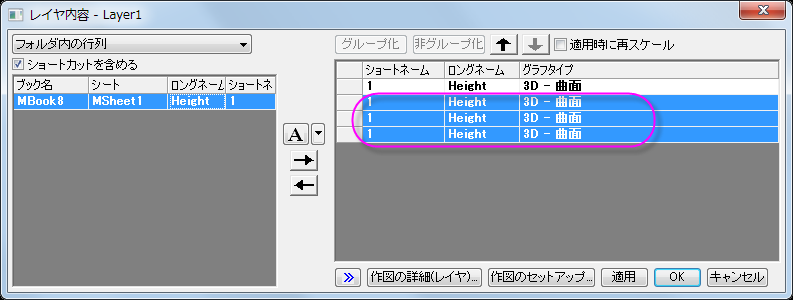 レイヤ内容 - Layer1
フォルダ内の行列
ショートカットを含める
ブック名 シート ロングネーム ショートネ
MBook8 MSheet1 Height 1
A
グループ化 非グループ化 適用時に再スケール
ショートネーム ロングネーム グラフタイプ
1 Height 3D - 曲面
1 Height 3D - 曲面
1 Height 3D - 曲面
1 Height 3D - 曲面
作図の詳細(レイヤ)... 作図のセットアップ... 適用 OK キャンセル